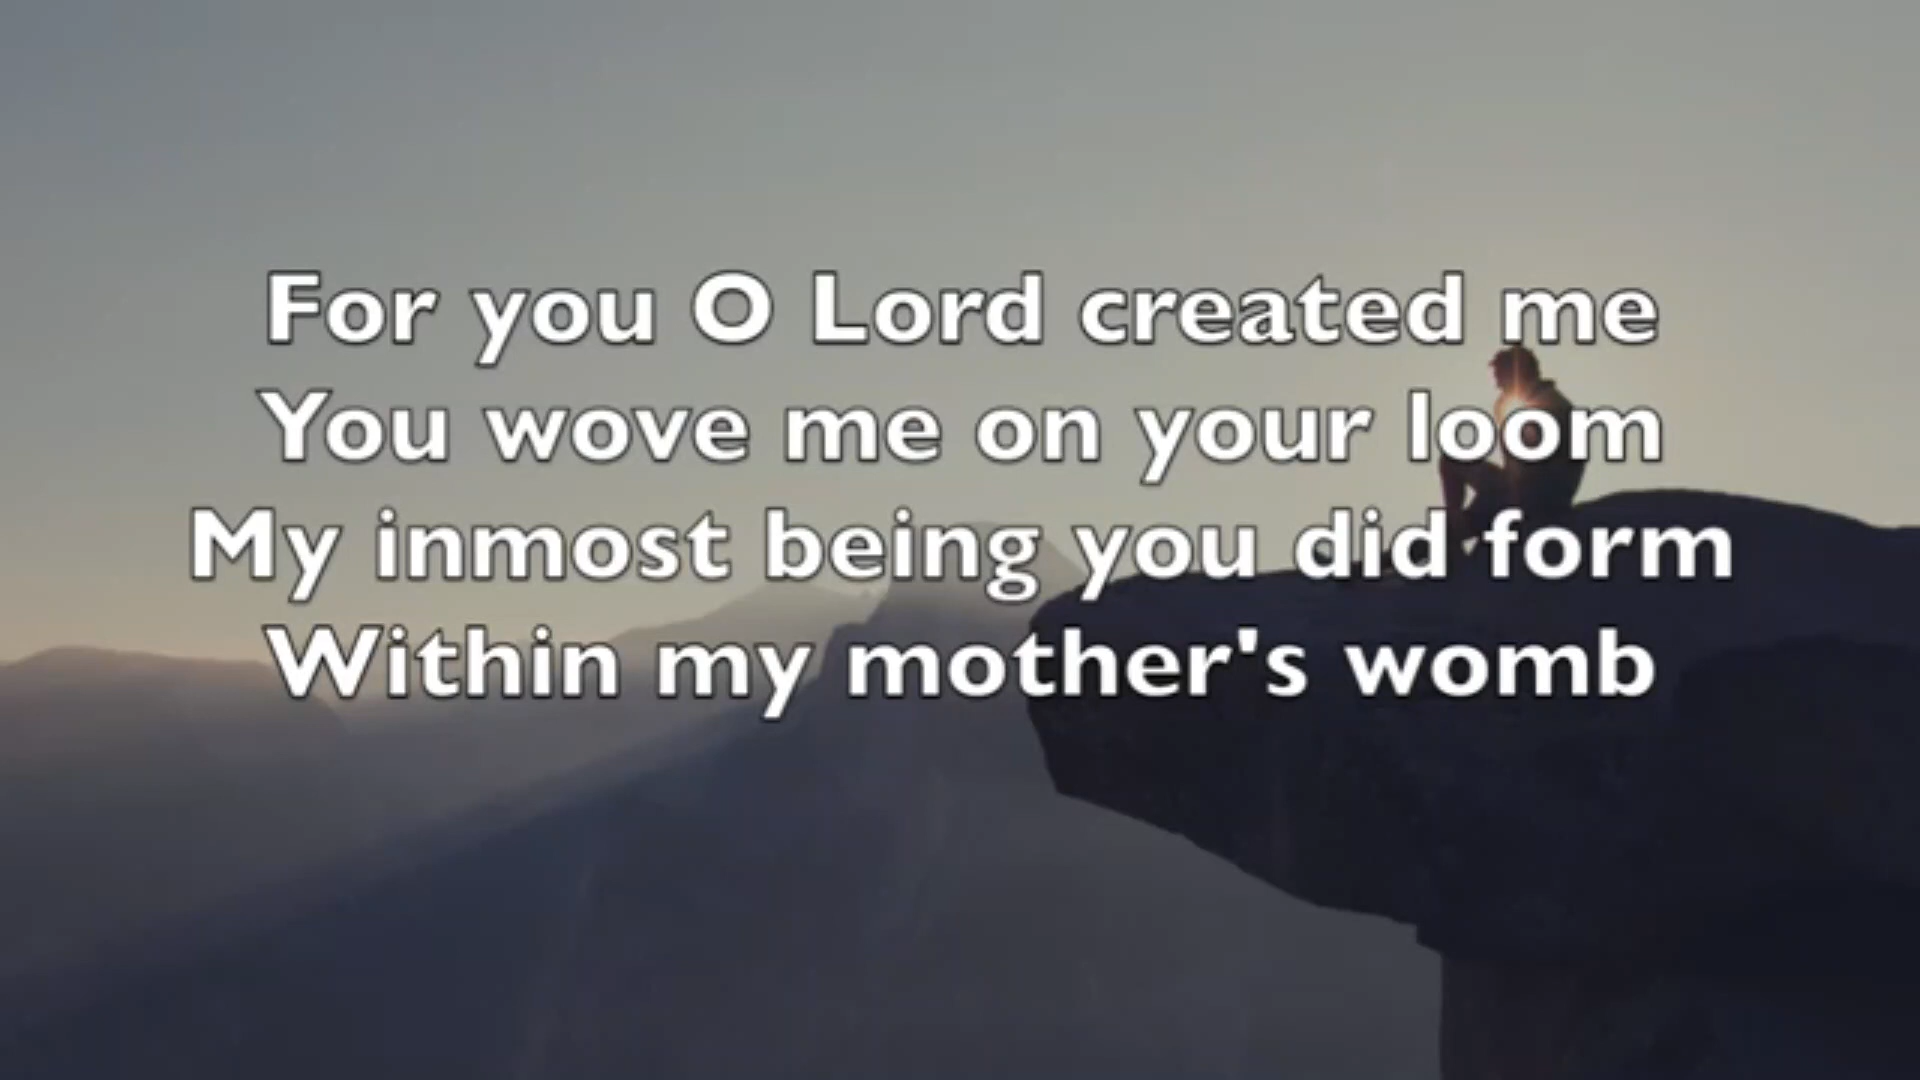 For you O Lord created me
You wove me on your loom
My inmost being you did form
Within my mother's womb